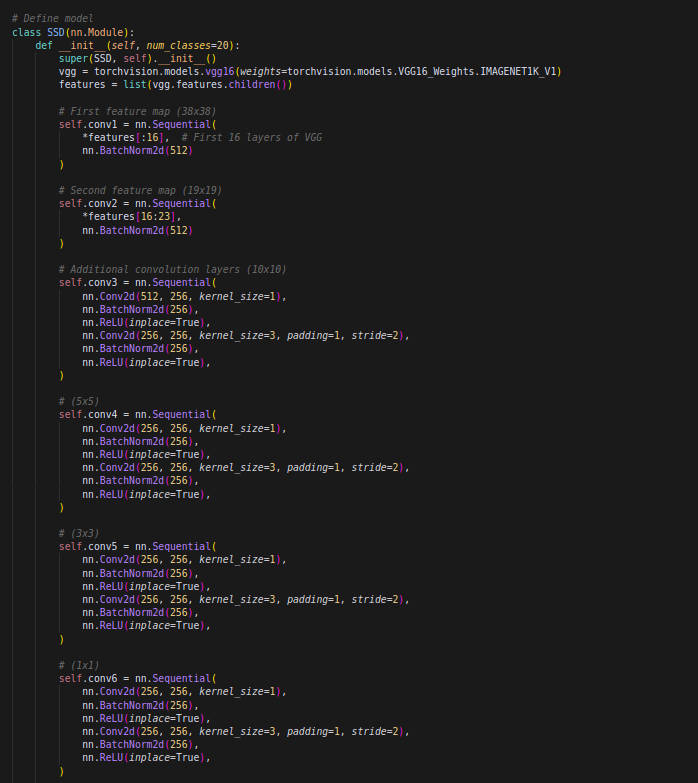 # Define model
class SSD(nn.Module):
    def __init__(self, num_classes=20):
        super(SSD, self).__init__()
        vgg = torchvision.models.vgg16(weights=torchvision.models.VGG16_Weights.IMAGENET1K_V1)
        features = list(vgg.features.children())

        # First feature map (38x38)
        self.conv1 = nn.Sequential(
            *features[:16],  # First 16 layers of VGG
            nn.BatchNorm2d(512)
        )

        # Second feature map (19x19)
        self.conv2 = nn.Sequential(
            *features[16:23],
            nn.BatchNorm2d(512)
        )

        # Additional convolution layers (10x10)
        self.conv3 = nn.Sequential(
            nn.Conv2d(512, 256, kernel_size=1),
            nn.BatchNorm2d(256),
            nn.ReLU(inplace=True),
            nn.Conv2d(256, 256, kernel_size=3, padding=1, stride=2),
            nn.BatchNorm2d(256),
            nn.ReLU(inplace=True),
        )

        # (5x5)
        self.conv4 = nn.Sequential(
            nn.Conv2d(256, 256, kernel_size=1),
            nn.BatchNorm2d(256),
            nn.ReLU(inplace=True),
            nn.Conv2d(256, 256, kernel_size=3, padding=1, stride=2),
            nn.BatchNorm2d(256),
            nn.ReLU(inplace=True),
        )

        # (3x3)
        self.conv5 = nn.Sequential(
            nn.Conv2d(256, 256, kernel_size=1),
            nn.BatchNorm2d(256),
            nn.ReLU(inplace=True),
            nn.Conv2d(256, 256, kernel_size=3, padding=1, stride=2),
            nn.BatchNorm2d(256),
            nn.ReLU(inplace=True),
        )

        # (1x1)
        self.conv6 = nn.Sequential(
            nn.Conv2d(256, 256, kernel_size=1),
            nn.BatchNorm2d(256),
            nn.ReLU(inplace=True),
            nn.Conv2d(256, 256, kernel_size=3, padding=1, stride=2),
            nn.BatchNorm2d(256),
            nn.ReLU(inplace=True),
        )